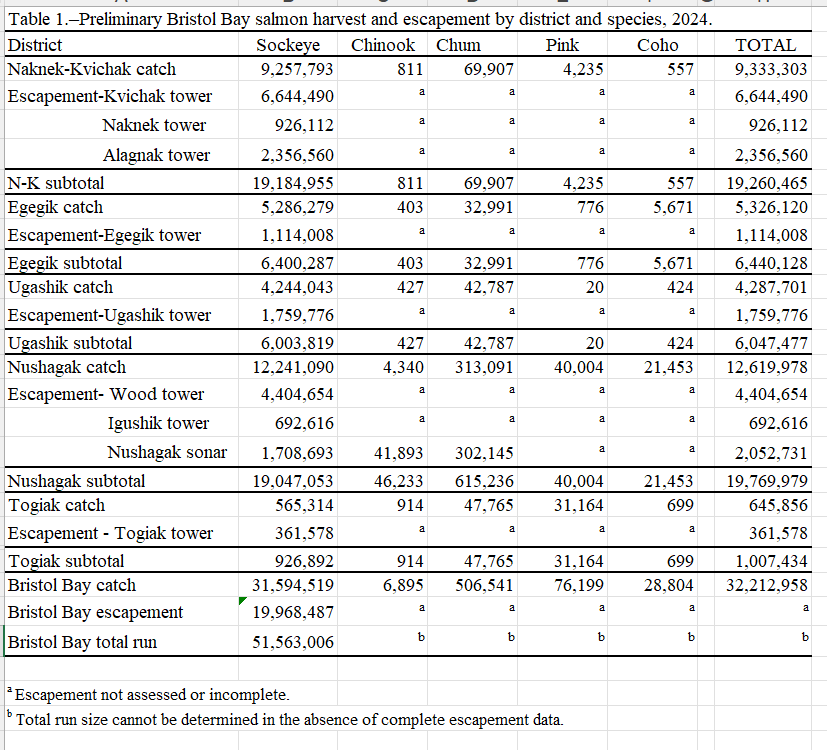 Table 1.–Preliminary Bristol Bay salmon harvest and escapement by district and species, 2024.
District Sockeye Chinook Chum Pink Coho TOTAL
Naknek-Kvichak catch 9,257,793 811 69,907 4,235 557 9,333,303
Escapement-Kvichak tower 6,644,490 a a a a 6,644,490
Naknek tower 926,112 a a a a 926,112
Alagnak tower 2,356,560 a a a a 2,356,560
N-K subtotal 19,184,955 811 69,907 4,235 557 19,260,465
Egegik catch 5,286,279 403 32,991 776 5,671 5,326,120
Escapement-Egegik tower 1,114,008 a a a a 1,114,008
Egegik subtotal 6,400,287 403 32,991 776 5,671 6,440,128
Ugashik catch 4,244,043 427 42,787 20 424 4,287,701
Escapement-Ugashik tower 1,759,776 a a a a 1,759,776
Ugashik subtotal 6,003,819 427 42,787 20 424 6,047,477
Nushagak catch 12,241,090 4,340 313,091 40,004 21,453 12,619,978
Escapement- Wood tower 4,404,654 a a a a 4,404,654
Igushik tower 692,616 a a a a 692,616
Nushagak sonar 1,708,693 41,893 302,145 a a 2,052,731
Nushagak subtotal 19,047,053 46,233 615,236 40,004 21,453 19,769,979
Togiak catch 565,314 914 47,765 31,164 699 645,856
Escapement - Togiak tower 361,578 a a a a 361,578
Togiak subtotal 926,892 914 47,765 31,164 699 1,007,434
Bristol Bay catch 31,594,519 6,895 506,541 76,199 28,804 32,212,958
Bristol Bay escapement 19,968,487 a a a a a
Bristol Bay total run 51,563,006 b b b b b
a Escapement not assessed or incomplete.
b Total run size cannot be determined in the absence of complete escapement data.